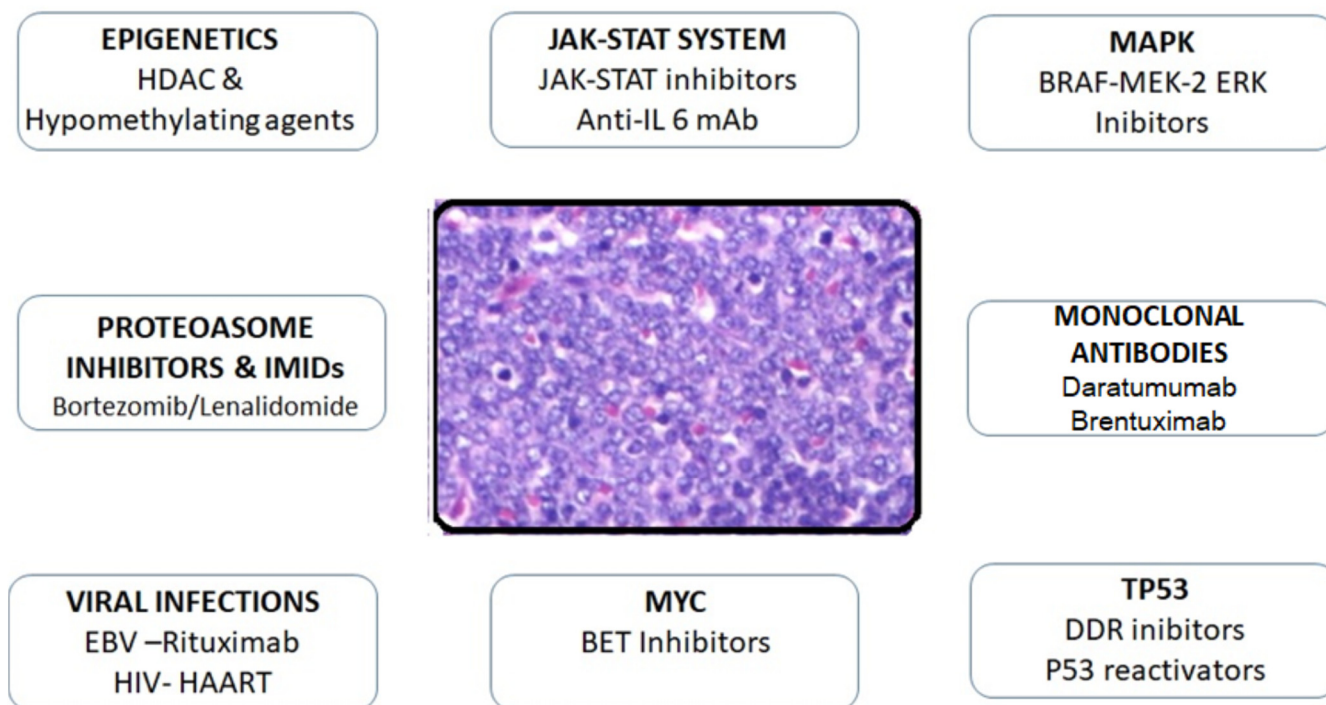 EPIGENETICS
HDAC &
Hypomethylating agents
JAK-STAT SYSTEM
JAK-STAT inhibitors
Anti-IL 6 mAb
MAPK
BRAF-MEK-2 ERK
Inibitors
PROTEOASOME
INHIBITORS & IMIDs
Bortezomib/Lenalidomide
MONOCLONAL
ANTIBODIES
Daratumumab
Brentuximab
VIRAL INFECTIONS
EBV –Rituximab
HIV- HAART
MYC
BET Inhibitors
TP53
DDR inibitors
P53 reactivators